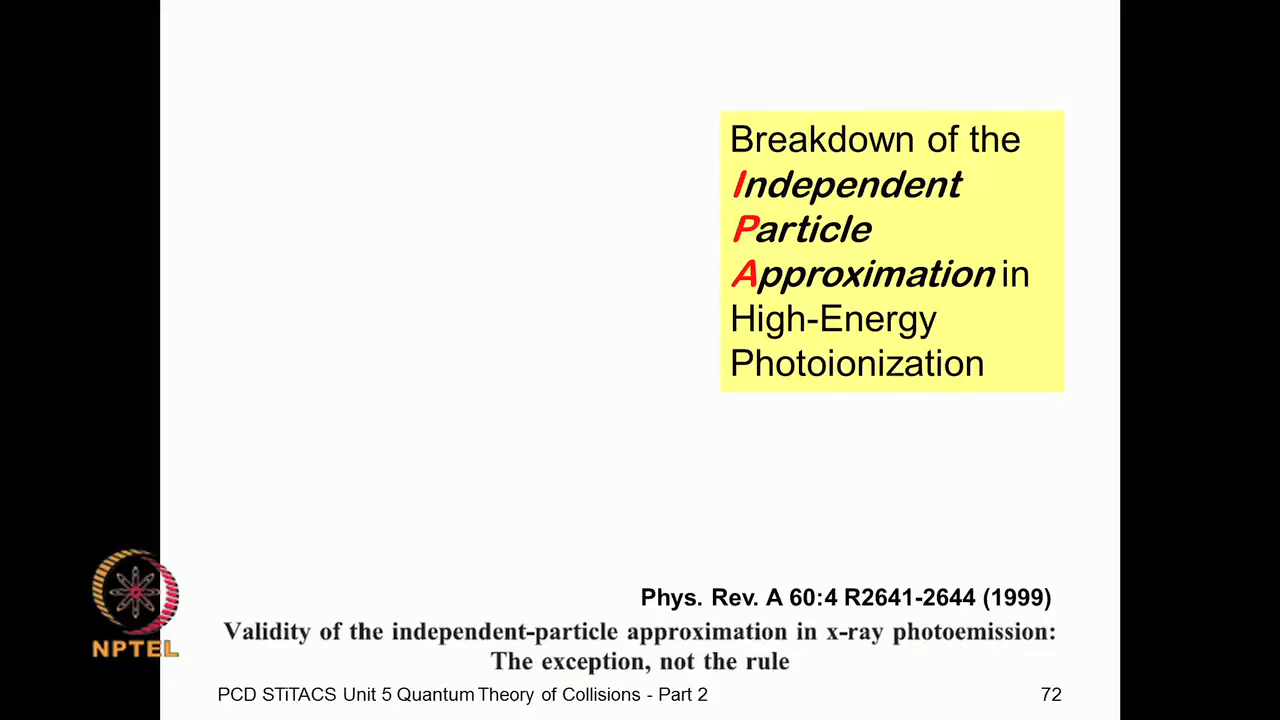 Breakdown of the
Independent
Particle
Approximation in
High-Energy
Photoionization
Phys. Rev. A 60:4 R2641-2644 (1999)
Validity of the independent-particle approximation in x-ray photoemission:
The exception, not the rule
NPTEL
PCD STiTACS Unit 5 Quantum Theory of Collisions - Part 2 72